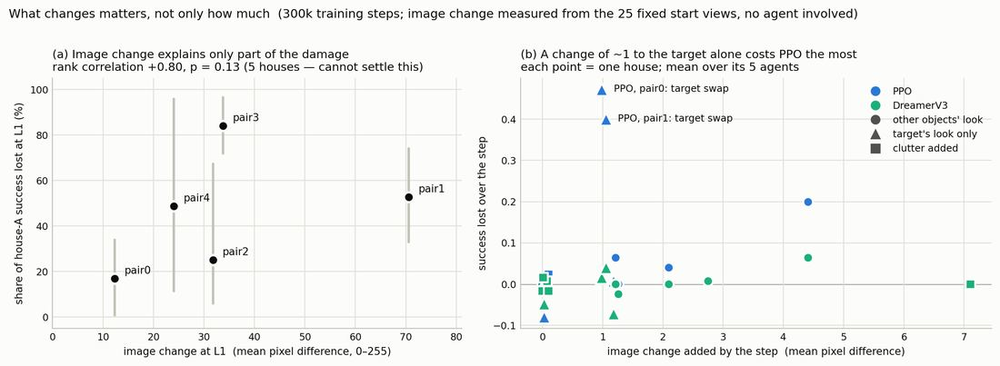 What changes matters, not only how much  (300k training steps; image change measured from the 25 fixed start views, no agent involved)
(a) Image change explains only part of the damage
rank correlation +0.80, p = 0.13 (5 houses — cannot settle this)
share of house-A success lost at L1 (%)
100
80
60
40
20
0
pair3
pair1
pair4
pair2
pair0
0 10 20 30 40 50 60 70 80
image change at L1  (mean pixel difference, 0–255)
(b) A change of ~1 to the target alone costs PPO the most
each point = one house; mean over its 5 agents
success lost over the step
0.4
0.3
0.2
0.1
0.0
−0.1
PPO, pair0: target swap
PPO, pair1: target swap
PPO
DreamerV3
other objects' look
target's look only
clutter added
0 1 2 3 4 5 6 7
image change added by the step  (mean pixel difference)